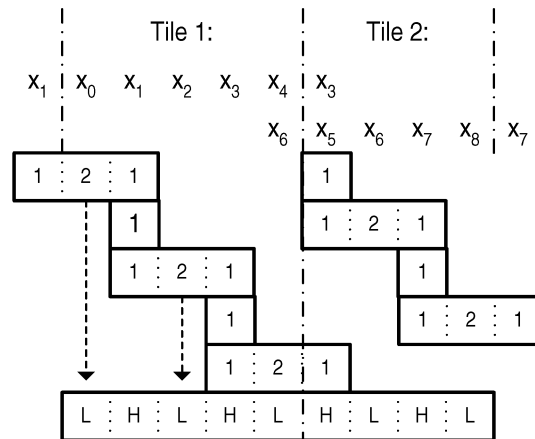 Tile 1: Tile 2:
x₁ x₀ x₁ x₂ x₃ x₄ x₃
x₆ x₅ x₆ x₇ x₈ x₇
1 2 1 1
1 1 2 1
1 2 1 1
1 1 2 1
1 2 1
L H L H L H L H L